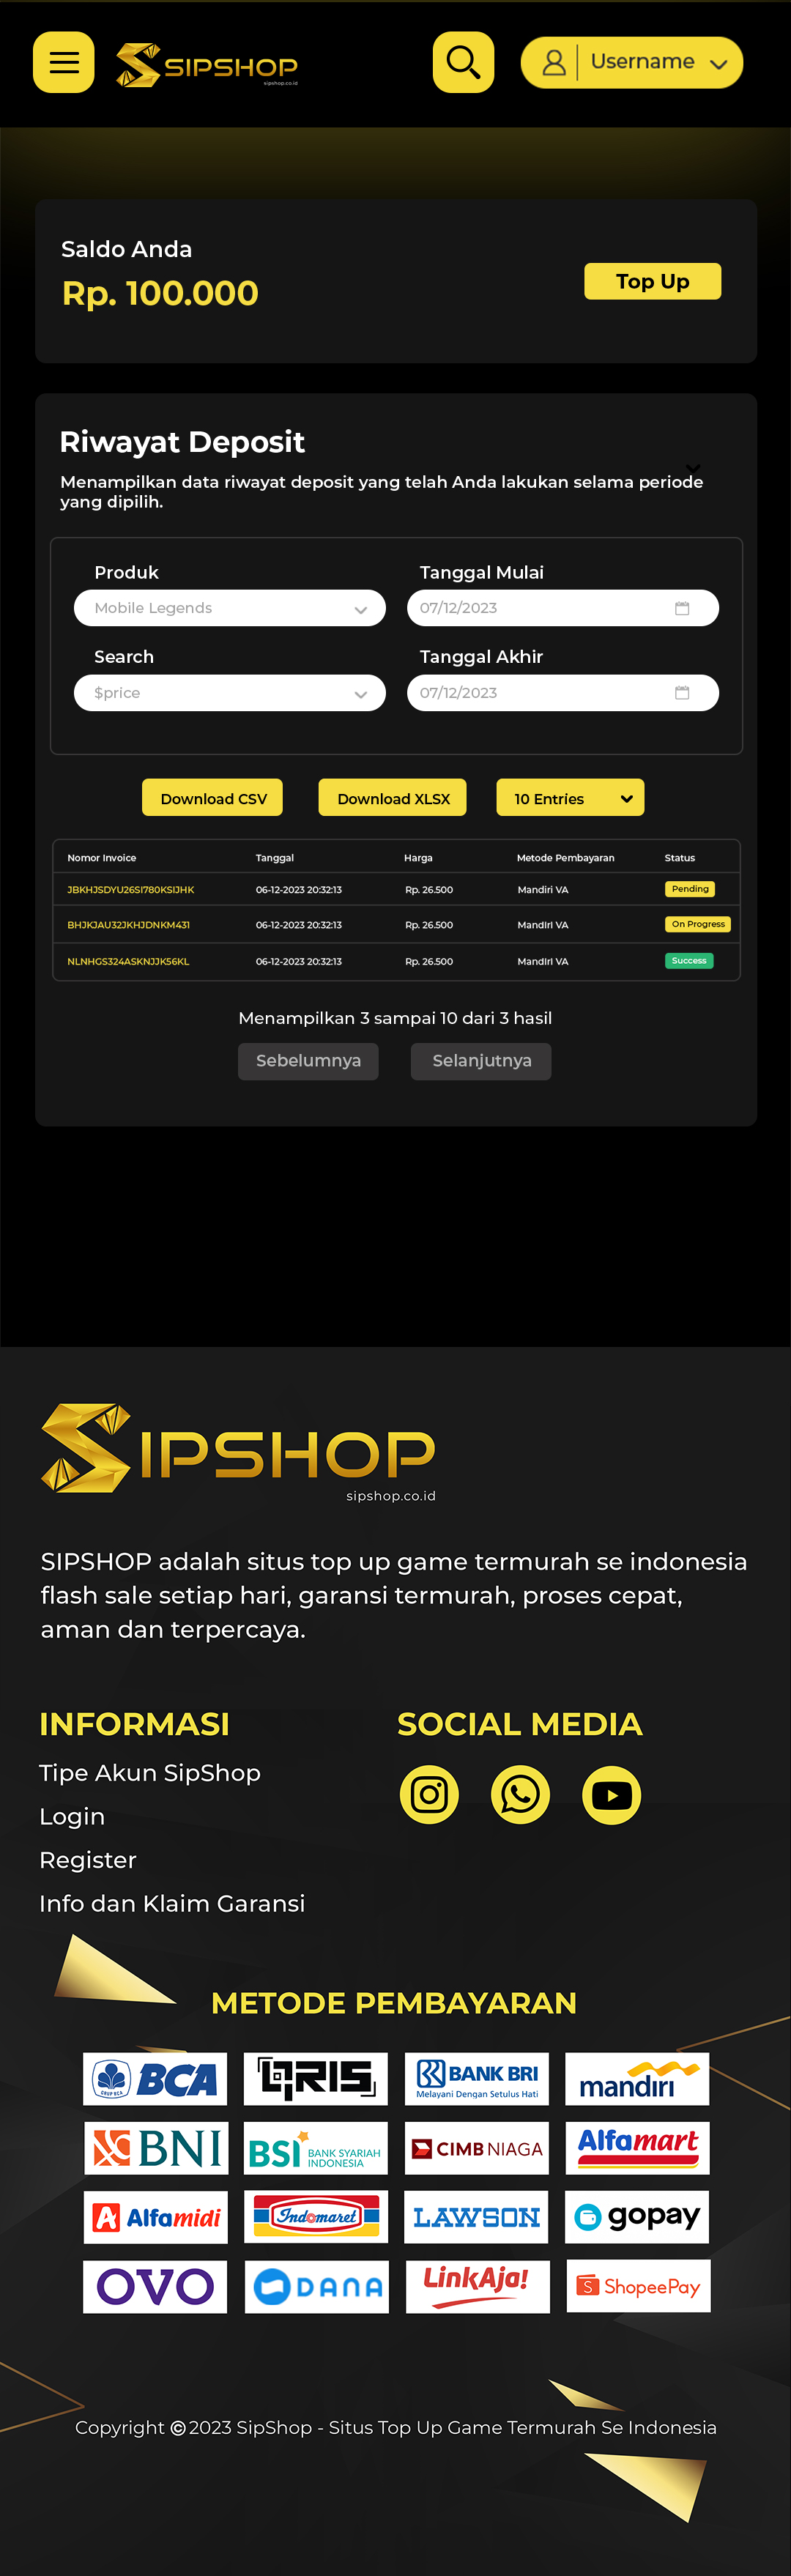 SIPSHOP
sipshop.co.id
Username
Saldo Anda
Rp. 100.000
Top Up
Riwayat Deposit
Menampilkan data riwayat deposit yang telah Anda lakukan selama periode
yang dipilih.
Produk
Tanggal Mulai
Mobile Legends
07/12/2023
Search
Tanggal Akhir
$price
07/12/2023
Download CSV
Download XLSX
10 Entries
Nomor Invoice Tanggal Harga Metode Pembayaran Status
JBKHJSDYU26SI780KSIJHK 06-12-2023 20:32:13 Rp. 26.500 Mandiri VA Pending
BHJKJAU32JKHJDNKM431 06-12-2023 20:32:13 Rp. 26.500 Mandiri VA On Progress
NLNHGS324ASKNJJK56KL 06-12-2023 20:32:13 Rp. 26.500 Mandiri VA Success
Menampilkan 3 sampai 10 dari 3 hasil
Sebelumnya
Selanjutnya
SIPSHOP
sipshop.co.id
SIPSHOP adalah situs top up game termurah se indonesia
flash sale setiap hari, garansi termurah, proses cepat,
aman dan terpercaya.
INFORMASI
Tipe Akun SipShop
Login
Register
Info dan Klaim Garansi
SOCIAL MEDIA
METODE PEMBAYARAN
GRUP BCA
BCA
QRIS
BANK BRI
Melayani Dengan Setulus Hati
mandiri
BNI
BSI BANK SYARIAH
INDONESIA
CIMB NIAGA
Alfamart
A Alfamidi
Indomaret
LAWSON
gopay
OVO
DANA
LinkAja!
S ShopeePay
Copyright © 2023 SipShop - Situs Top Up Game Termurah Se Indonesia